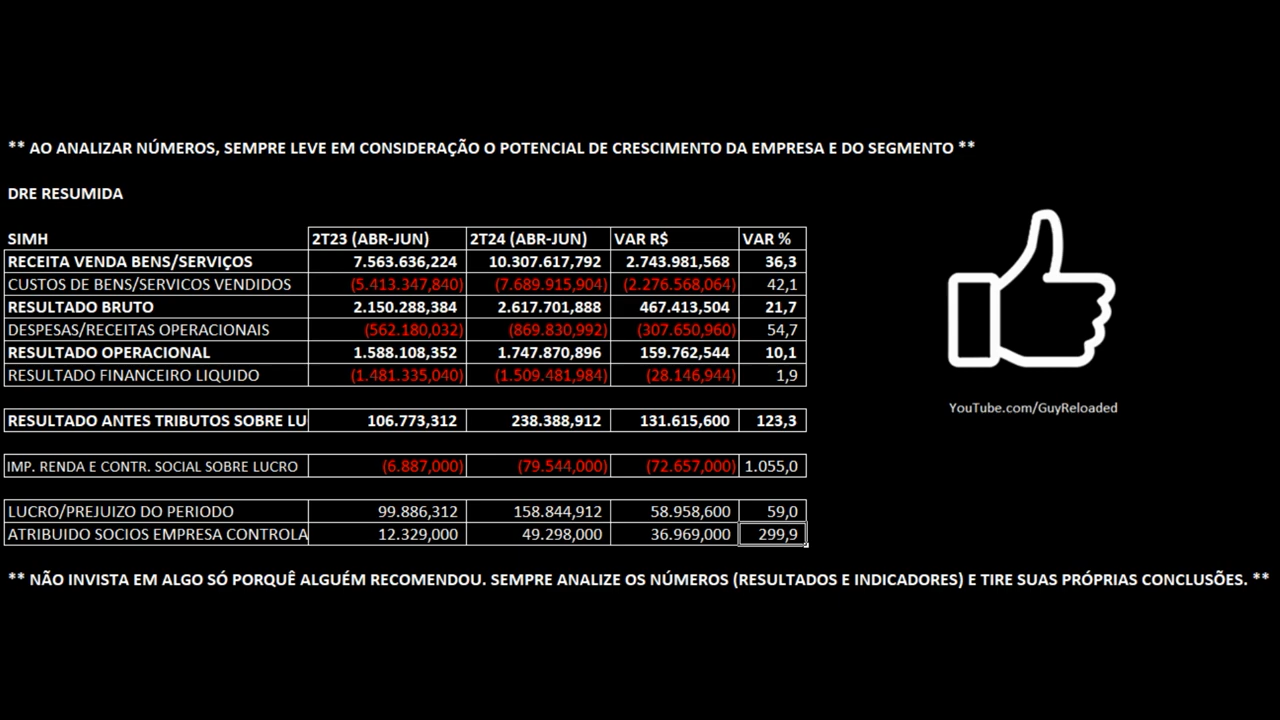 ** AO ANALIZAR NÚMEROS, SEMPRE LEVE EM CONSIDERAÇÃO O POTENCIAL DE CRESCIMENTO DA EMPRESA E DO SEGMENTO **
DRE RESUMIDA
SIMH 2T23 (ABR-JUN) 2T24 (ABR-JUN) VAR R$ VAR %
RECEITA VENDA BENS/SERVIÇOS 7.563.636,224 10.307.617,792 2.743.981,568 36,3
CUSTOS DE BENS/SERVICOS VENDIDOS (5.413.347,840) (7.689.915,904) (2.276.568,064) 42,1
RESULTADO BRUTO 2.150.288,384 2.617.701,888 467.413,504 21,7
DESPESAS/RECEITAS OPERACIONAIS (562.180,032) (869.830,992) (307.650,960) 54,7
RESULTADO OPERACIONAL 1.588.108,352 1.747.870,896 159.762,544 10,1
RESULTADO FINANCEIRO LIQUIDO (1.481.335,040) (1.509.481,984) (28.146,944) 1,9
RESULTADO ANTES TRIBUTOS SOBRE LU 106.773,312 238.388,912 131.615,600 123,3
IMP. RENDA E CONTR. SOCIAL SOBRE LUCRO (6.887,000) (79.544,000) (72.657,000) 1.055,0
LUCRO/PREJUIZO DO PERIODO 99.886,312 158.844,912 58.958,600 59,0
ATRIBUIDO SOCIOS EMPRESA CONTROLA 12.329,000 49.298,000 36.969,000 299,9
YouTube.com/GuyReloaded
** NÃO INVISTA EM ALGO SÓ PORQUÊ ALGUÉM RECOMENDOU. SEMPRE ANALIZE OS NÚMEROS (RESULTADOS E INDICADORES) E TIRE SUAS PRÓPRIAS CONCLUSÕES. **